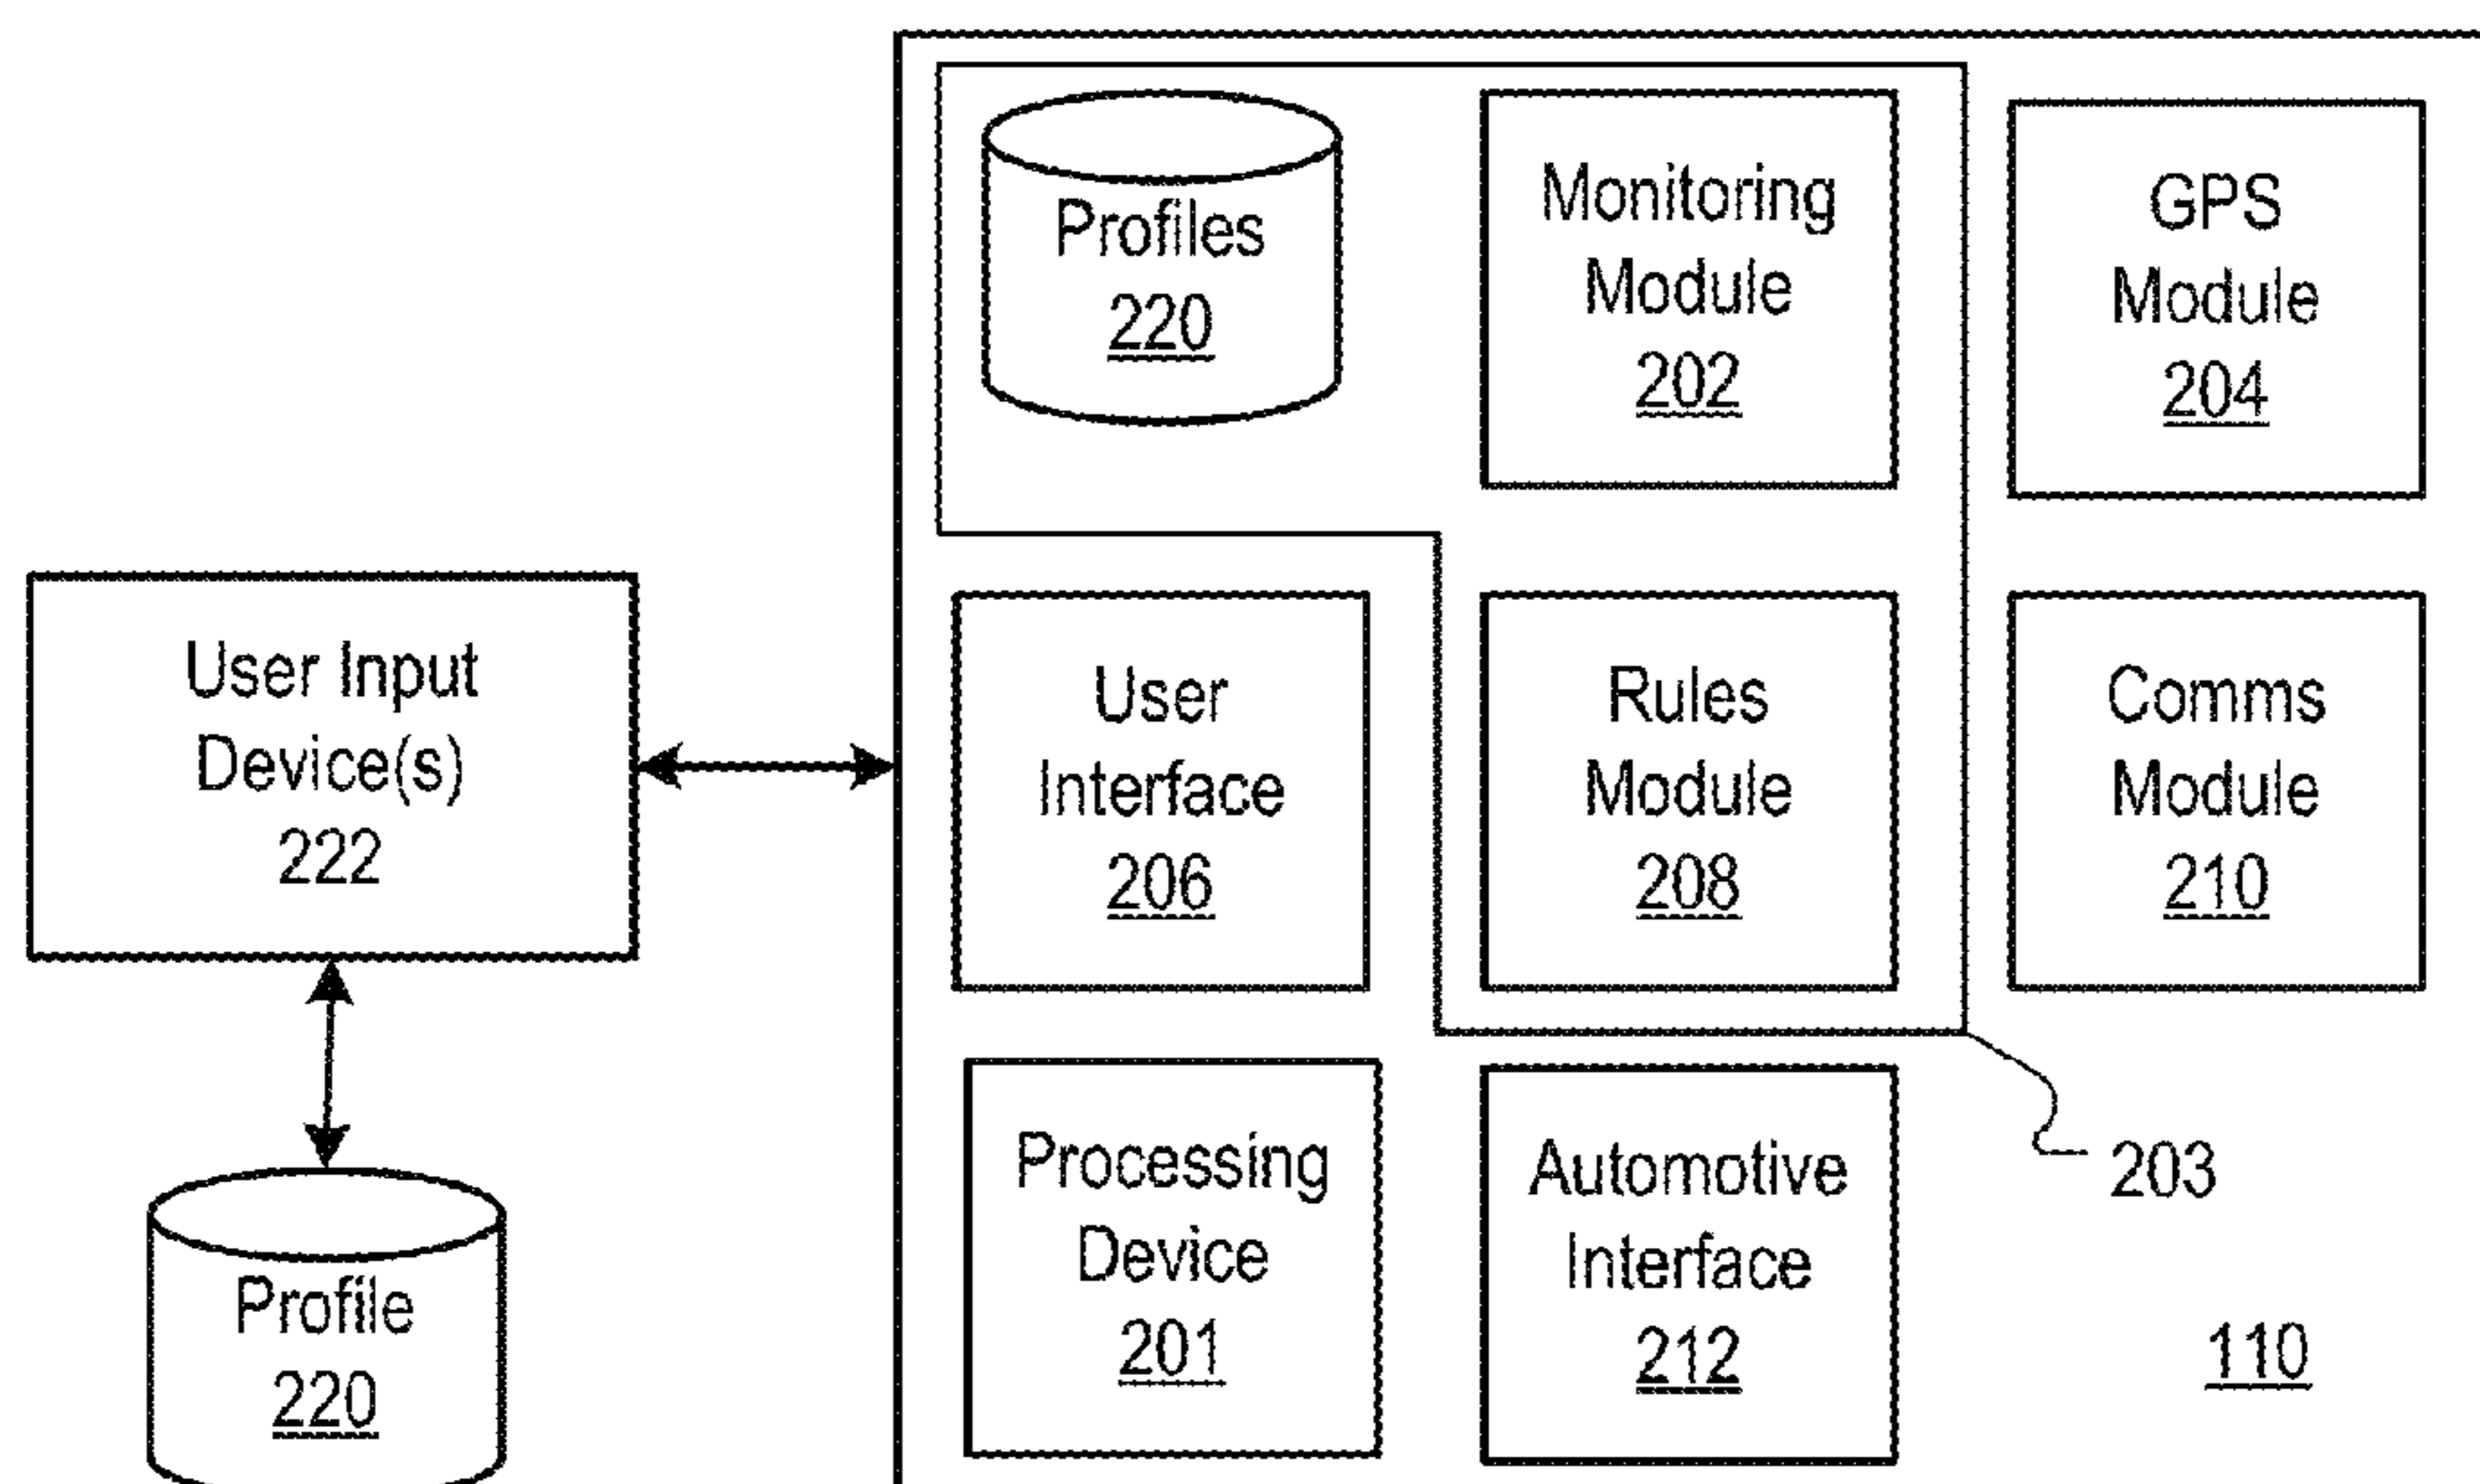 Profiles
220
Monitoring
Module
202
GPS
Module
204
User Input
Device(s)
222
User
Interface
206
Rules
Module
208
Comms
Module
210
Processing
Device
201
Automotive
Interface
212
203
110
Profile
220